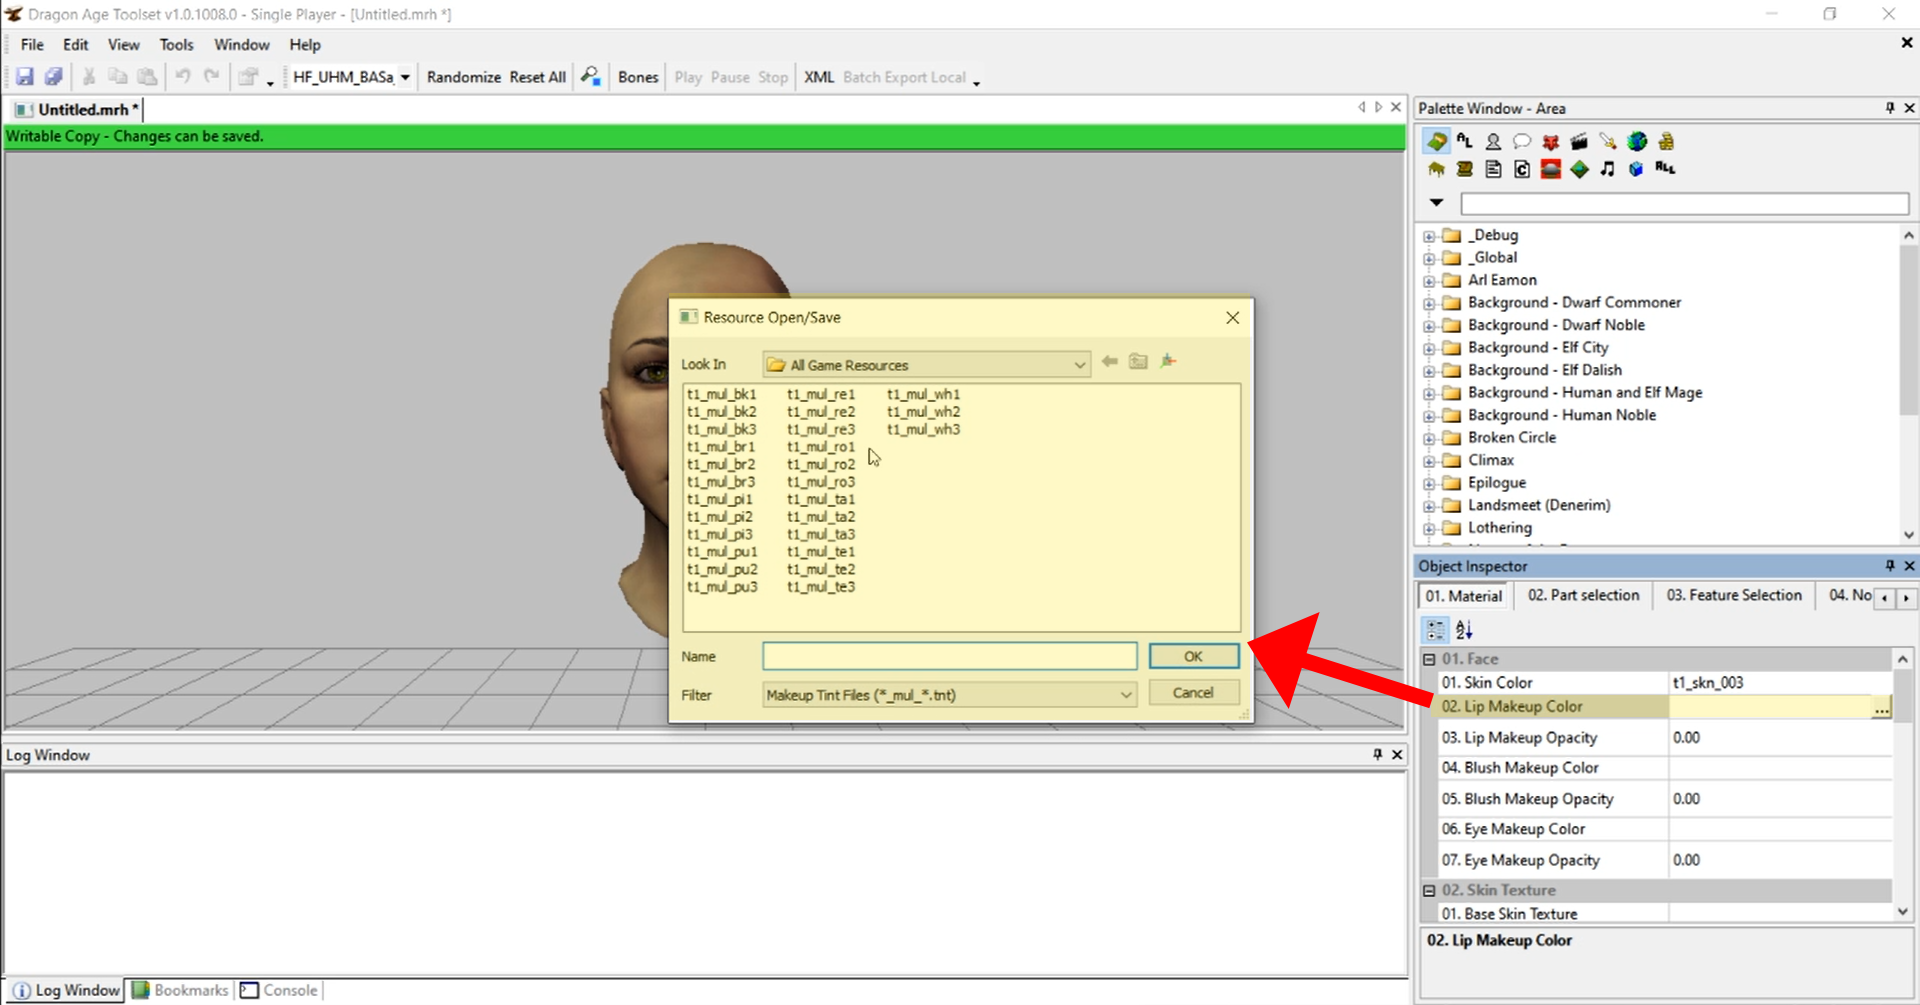 Dragon Age Toolset v1.0.1008.0 - Single Player - [Untitled.mrh *]
File Edit View Tools Window Help
HF_UHM_BASa Randomize Reset All Bones Play Pause Stop XML Batch Export Local
Untitled.mrh *
Writable Copy - Changes can be saved.
Resource Open/Save
Look In All Game Resources
t1_mul_bk1 t1_mul_re1 t1_mul_wh1
t1_mul_bk2 t1_mul_re2 t1_mul_wh2
t1_mul_bk3 t1_mul_re3 t1_mul_wh3
t1_mul_br1 t1_mul_ro1
t1_mul_br2 t1_mul_ro2
t1_mul_br3 t1_mul_ro3
t1_mul_pi1 t1_mul_ta1
t1_mul_pi2 t1_mul_ta2
t1_mul_pi3 t1_mul_ta3
t1_mul_pu1 t1_mul_te1
t1_mul_pu2 t1_mul_te2
t1_mul_pu3 t1_mul_te3
Name OK
Filter Makeup Tint Files (*_mul_*.tnt) Cancel
Palette Window - Area
_Debug
_Global
Arl Eamon
Background - Dwarf Commoner
Background - Dwarf Noble
Background - Elf City
Background - Elf Dalish
Background - Human and Elf Mage
Background - Human Noble
Broken Circle
Climax
Epilogue
Landsmeet (Denerim)
Lothering
Object Inspector
01. Material 02. Part selection 03. Feature Selection 04. No
01. Face
01. Skin Color t1_skn_003
02. Lip Makeup Color ...
03. Lip Makeup Opacity 0.00
04. Blush Makeup Color
05. Blush Makeup Opacity 0.00
06. Eye Makeup Color
07. Eye Makeup Opacity 0.00
02. Skin Texture
01. Base Skin Texture
02. Lip Makeup Color
Log Window
Log Window Bookmarks Console